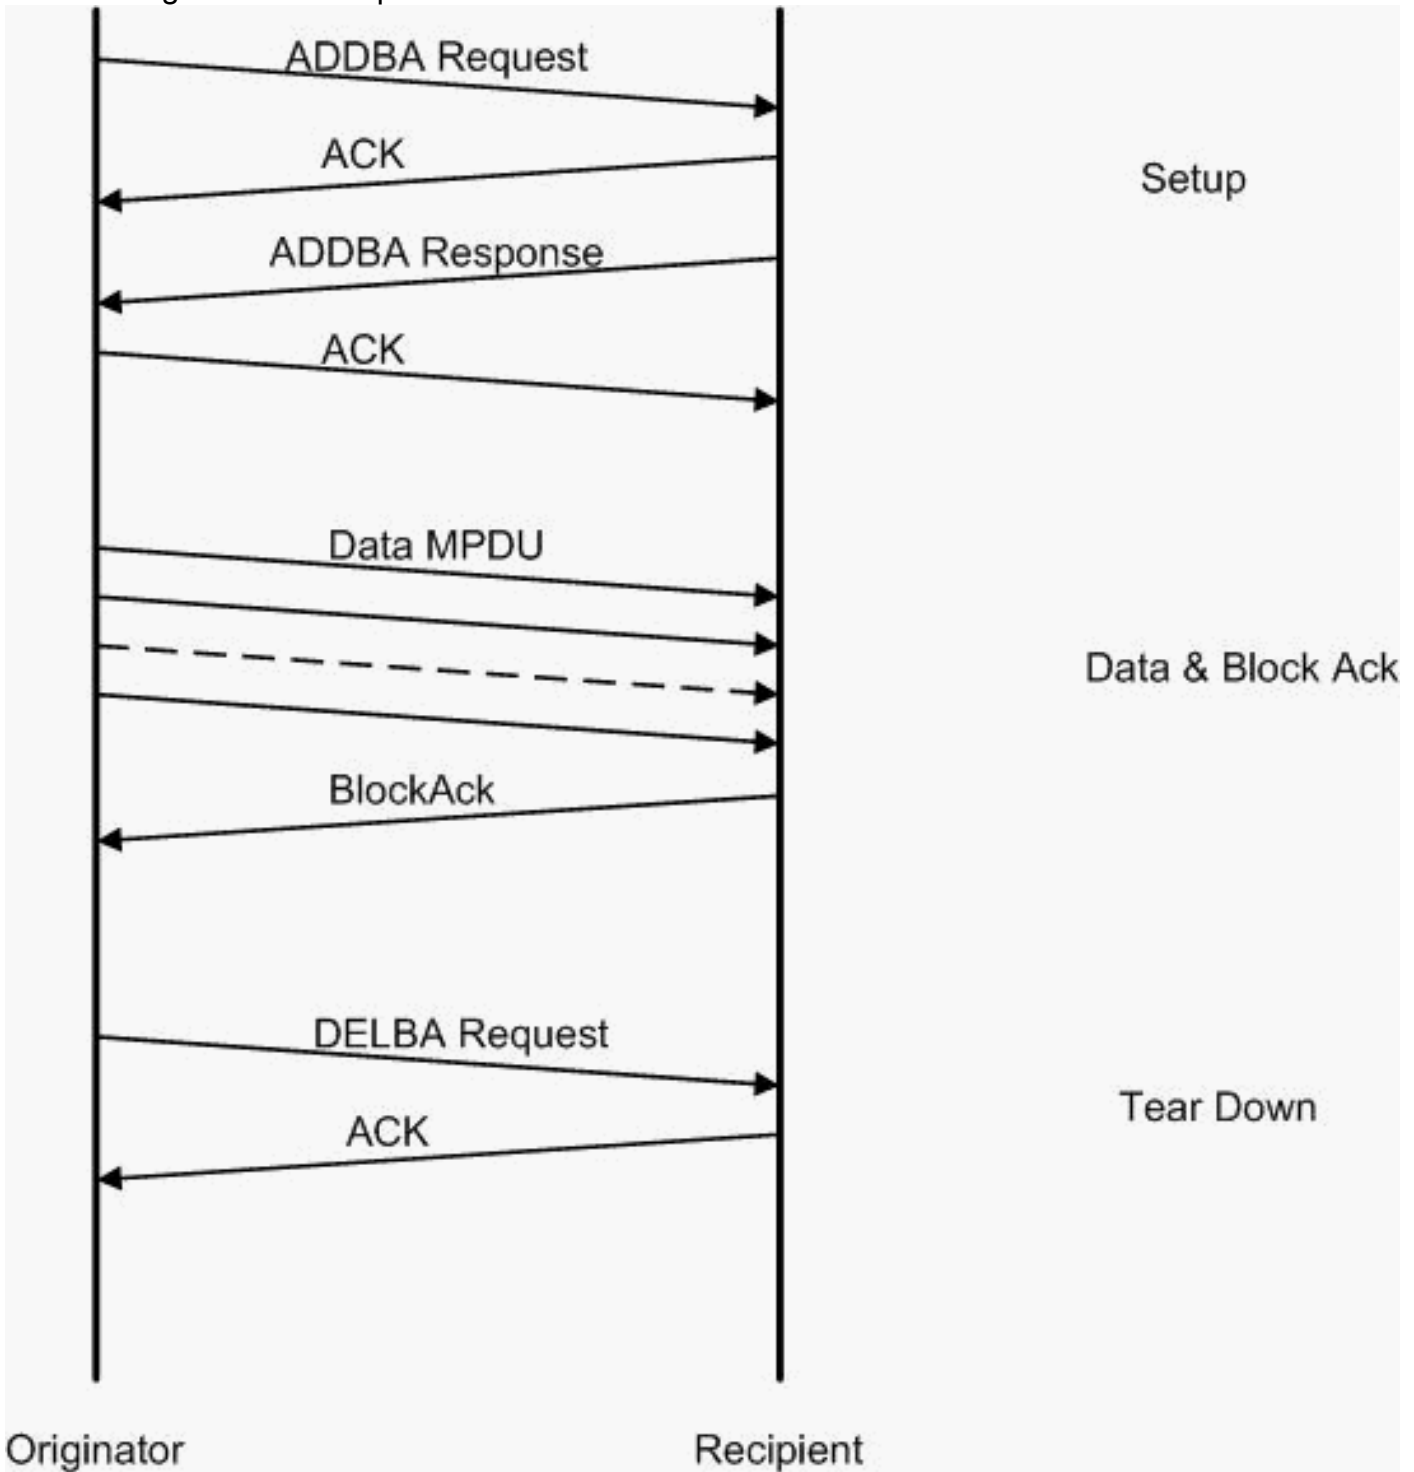 ADDBA Request
ACK
Setup
ADDBA Response
ACK
Data MPDU
Data & Block Ack
BlockAck
DELBA Request
Tear Down
ACK
Originator Recipient